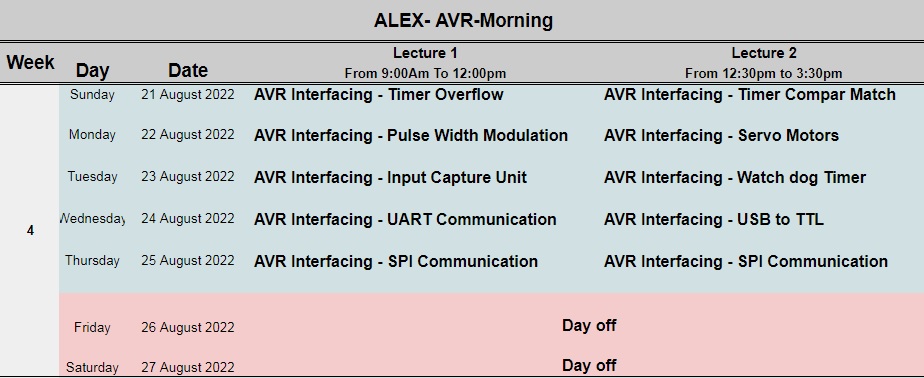 ALEX- AVR-Morning
Week Day Date Lecture 1 Lecture 2
From 9:00Am To 12:00pm From 12:30pm to 3:30pm
Sunday 21 August 2022 AVR Interfacing - Timer Overflow AVR Interfacing - Timer Compar Match
Monday 22 August 2022 AVR Interfacing - Pulse Width Modulation AVR Interfacing - Servo Motors
Tuesday 23 August 2022 AVR Interfacing - Input Capture Unit AVR Interfacing - Watch dog Timer
Wednesday 24 August 2022 AVR Interfacing - UART Communication AVR Interfacing - USB to TTL
4
Thursday 25 August 2022 AVR Interfacing - SPI Communication AVR Interfacing - SPI Communication
Friday 26 August 2022 Day off
Saturday 27 August 2022 Day off